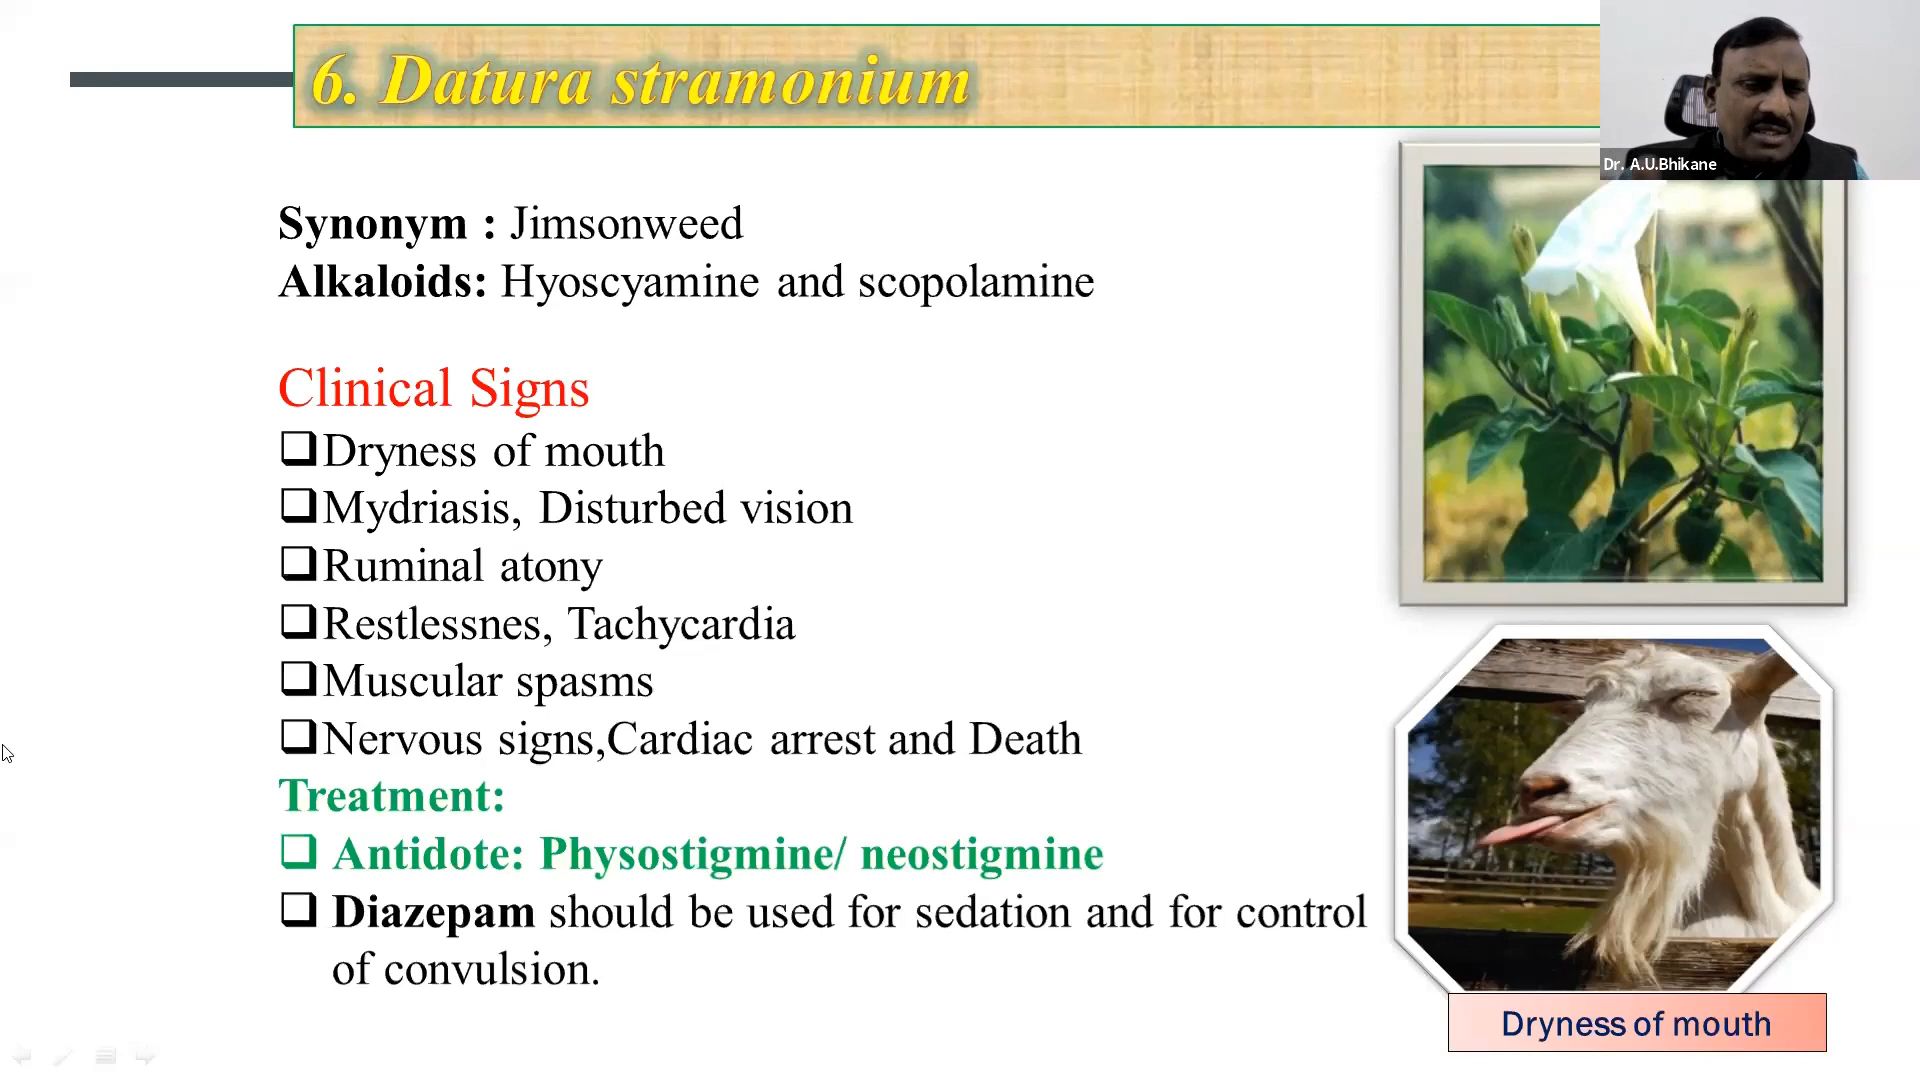 6. Datura stramonium
Dr. A.U.Bhikane
Synonym : Jimsonweed
Alkaloids: Hyoscyamine and scopolamine
Clinical Signs
❑Dryness of mouth
❑Mydriasis, Disturbed vision
❑Ruminal atony
❑Restlessnes, Tachycardia
❑Muscular spasms
❑Nervous signs,Cardiac arrest and Death
Treatment:
❑ Antidote: Physostigmine/ neostigmine
❑ Diazepam should be used for sedation and for control
of convulsion.
Dryness of mouth